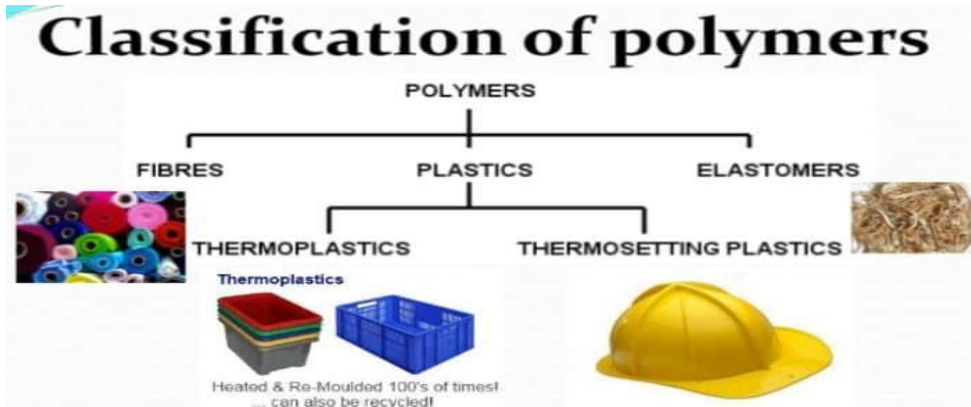 Classification of polymers
POLYMERS
FIBRES PLASTICS ELASTOMERS
THERMOPLASTICS THERMOSETTING PLASTICS
Thermoplastics
Heated & Re-Moulded 100's of times!
... can also be recycled!